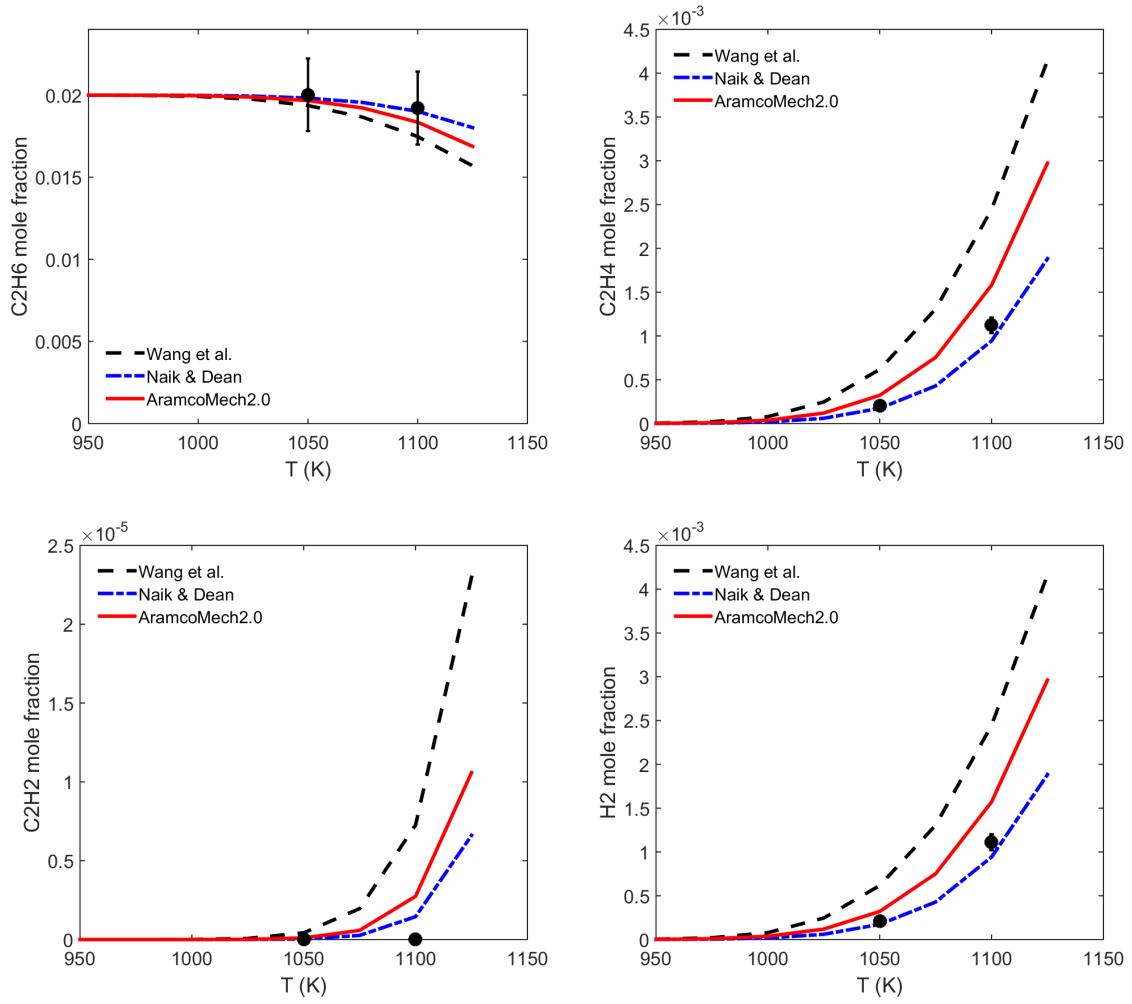 C2H6 mole fraction
0.02
0.015
0.01
0.005
0
Wang et al.
Naik & Dean
AramcoMech2.0
950 1000 1050 1100 1150
T (K)
×10-3
C2H4 mole fraction
4.5
4
3.5
3
2.5
2
1.5
1
0.5
0
Wang et al.
Naik & Dean
AramcoMech2.0
950 1000 1050 1100 1150
T (K)
×10-5
C2H2 mole fraction
2.5
2
1.5
1
0.5
0
Wang et al.
Naik & Dean
AramcoMech2.0
950 1000 1050 1100 1150
T (K)
×10-3
H2 mole fraction
4.5
4
3.5
3
2.5
2
1.5
1
0.5
0
Wang et al.
Naik & Dean
AramcoMech2.0
950 1000 1050 1100 1150
T (K)